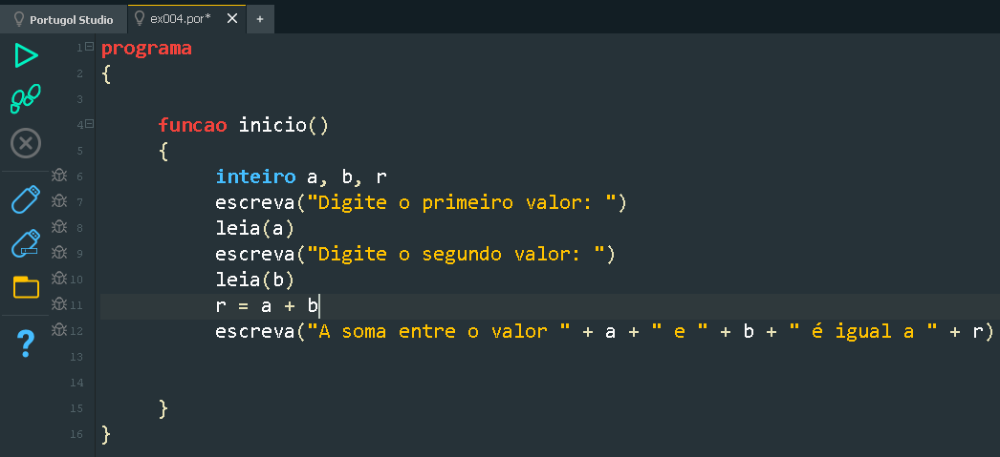 Portugol Studio ex004.por* × +
1 programa
2 {
3
4 funcao inicio()
5 {
6 inteiro a, b, r
7 escreva("Digite o primeiro valor: ")
8 leia(a)
9 escreva("Digite o segundo valor: ")
10 leia(b)
11 r = a + b
12 escreva("A soma entre o valor " + a + " e " + b + " é igual a " + r)
13
14
15 }
16 }
?